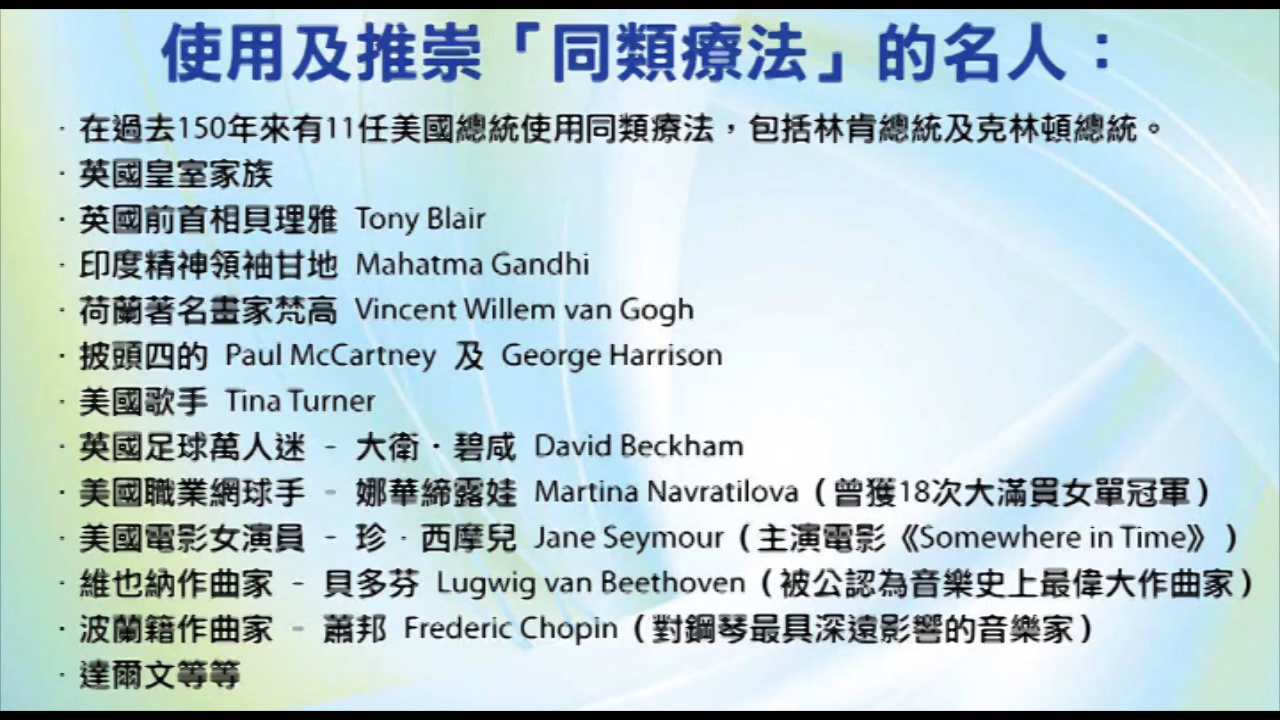 使用及推崇「同類療法」的名人：
· 在過去150年來有11任美國總統使用同類療法，包括林肯總統及克林頓總統。
· 英國皇室家族
· 英國前首相貝理雅 Tony Blair
· 印度精神領袖甘地 Mahatma Gandhi
· 荷蘭著名畫家梵高 Vincent Willem van Gogh
· 披頭四的 Paul McCartney 及 George Harrison
· 美國歌手 Tina Turner
· 英國足球萬人迷 - 大衛・碧咸 David Beckham
· 美國職業網球手 - 娜華締露娃 Martina Navratilova（曾獲18次大滿貫女單冠軍）
· 美國電影女演員 - 珍・西摩兒 Jane Seymour（主演電影《Somewhere in Time》）
· 維也納作曲家 - 貝多芬 Lugwig van Beethoven（被公認為音樂史上最偉大作曲家）
· 波蘭籍作曲家 - 蕭邦 Frederic Chopin（對鋼琴最具深遠影響的音樂家）
· 達爾文等等